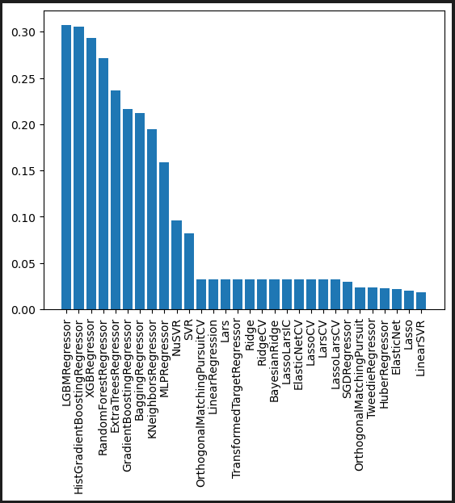 0.30
0.25
0.20
0.15
0.10
0.05
0.00
LGBMRegressor
HistGradientBoostingRegressor
XGBRegressor
RandomForestRegressor
ExtraTreesRegressor
GradientBoostingRegressor
BaggingRegressor
KNeighborsRegressor
MLPRegressor
NuSVR
SVR
OrthogonalMatchingPursuitCV
LinearRegression
Lars
TransformedTargetRegressor
Ridge
RidgeCV
BayesianRidge
LassoLarsIC
ElasticNetCV
LassoCV
LarsCV
LassoLarsCV
SGDRegressor
OrthogonalMatchingPursuit
TweedieRegressor
HuberRegressor
ElasticNet
Lasso
LinearSVR